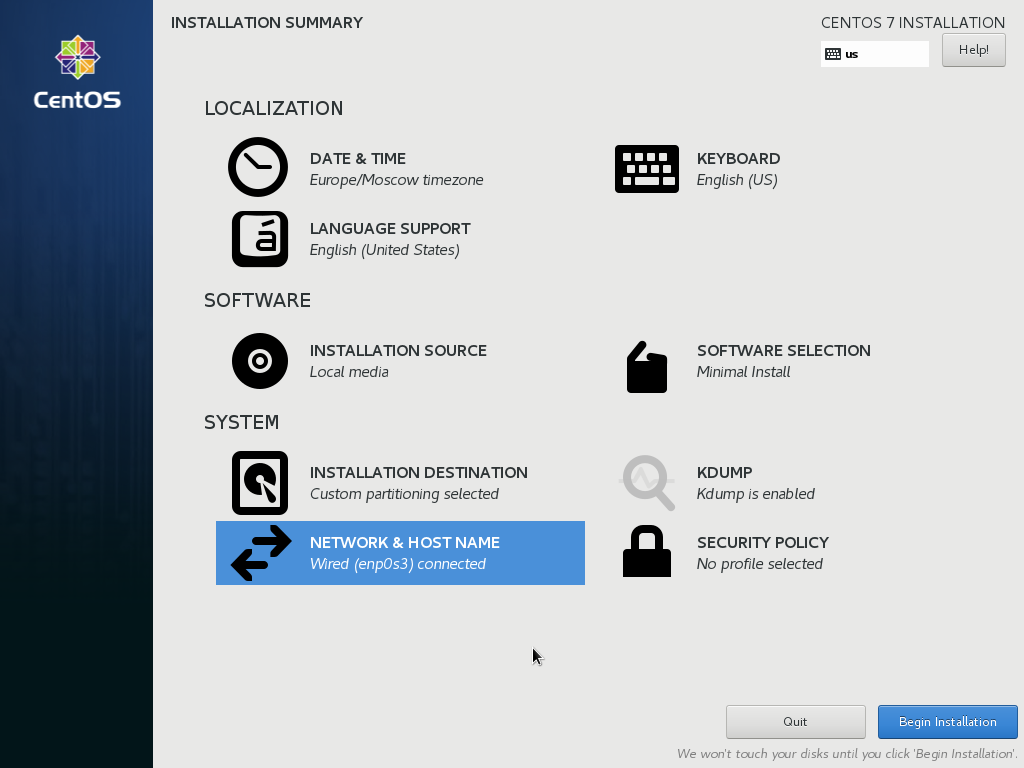 INSTALLATION SUMMARY
CENTOS 7 INSTALLATION
us
Help!
CentOS
LOCALIZATION
DATE & TIME
Europe/Moscow timezone
KEYBOARD
English (US)
á
LANGUAGE SUPPORT
English (United States)
SOFTWARE
INSTALLATION SOURCE
Local media
SOFTWARE SELECTION
Minimal Install
SYSTEM
INSTALLATION DESTINATION
Custom partitioning selected
KDUMP
Kdump is enabled
NETWORK & HOST NAME
Wired (enp0s3) connected
SECURITY POLICY
No profile selected
Quit
Begin Installation
We won't touch your disks until you click 'Begin Installation'.